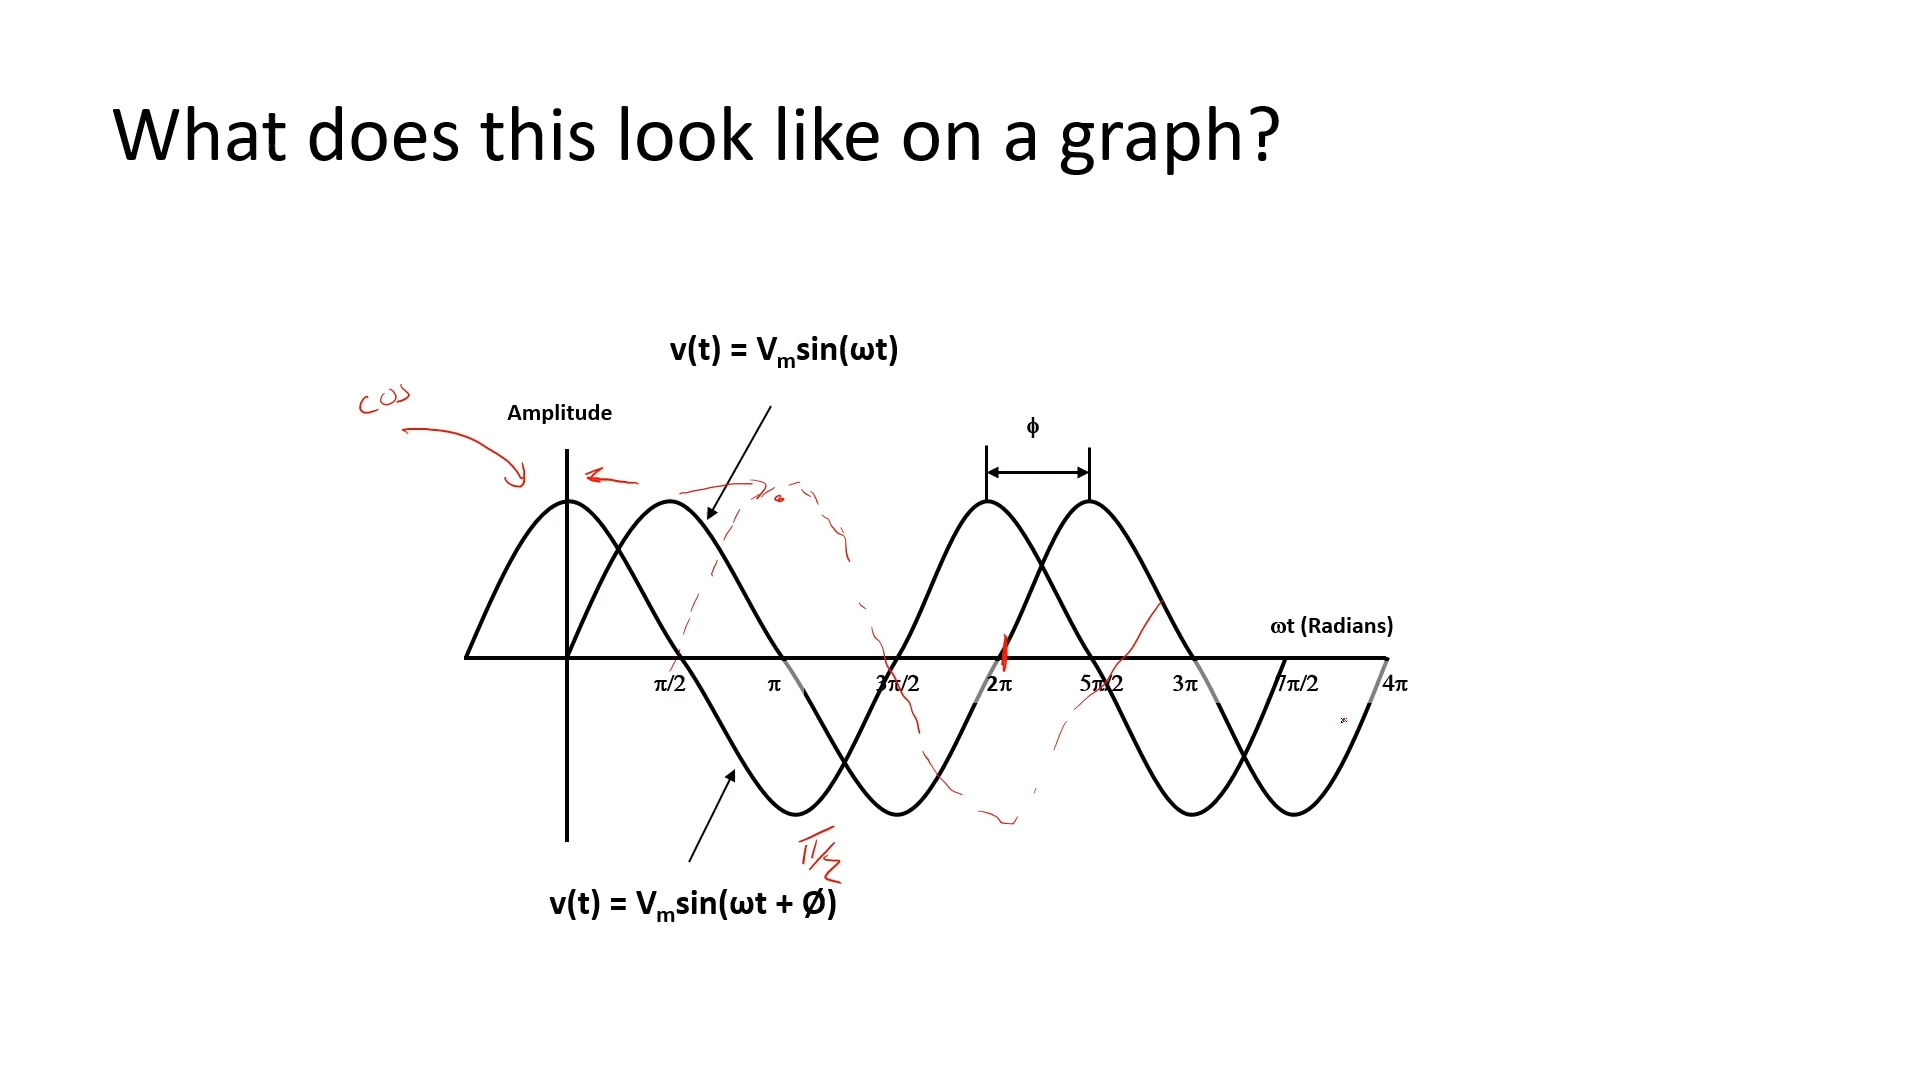 What does this look like on a graph?
v(t) = Vmsin(ωt)
cos
Amplitude
ϕ
ωt (Radians)
π/2 π 3π/2 2π 5π/2 3π 7π/2 4π
π/2
v(t) = Vmsin(ωt + Ø)